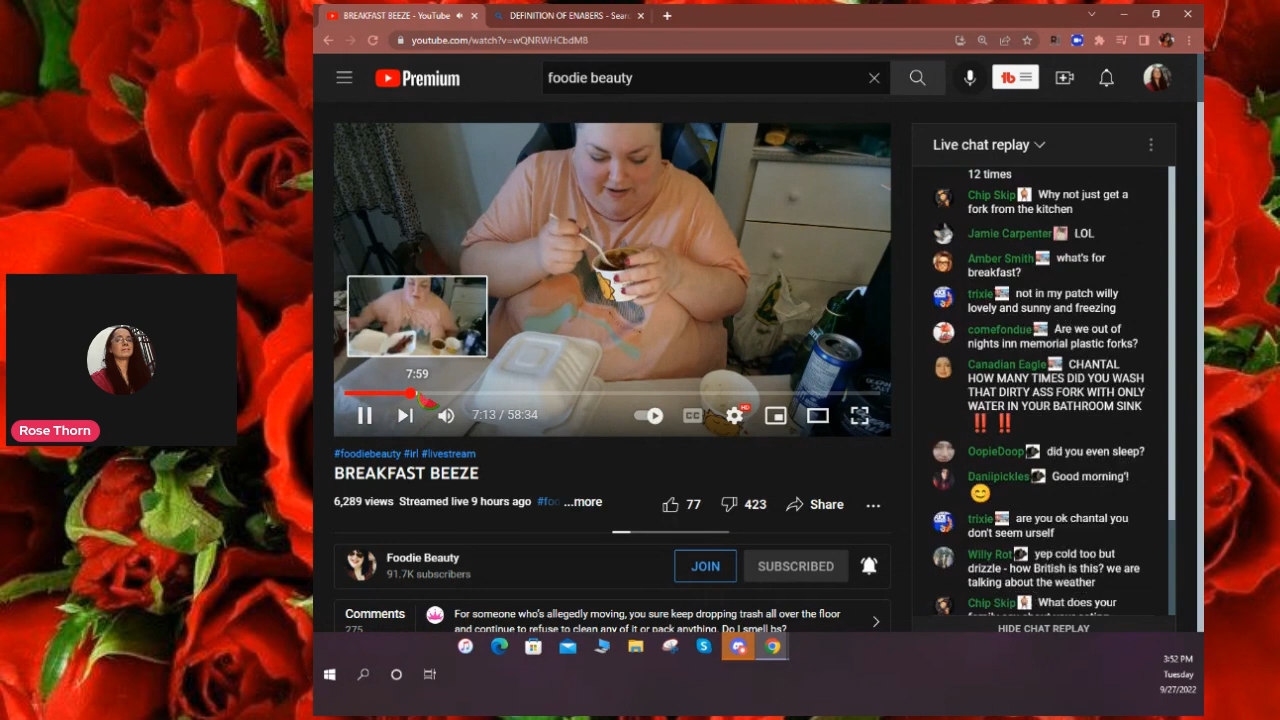 BREAKFAST BEEZE - YouTube
DEFINITION OF ENABERS - Sear
youtube.com/watch?v=wQNRWHCbdM8
Premium
foodie beauty
Live chat replay
12 times
Chip Skip Why not just get a
fork from the kitchen
Jamie Carpenter LOL
Amber Smith what's for
breakfast?
trixie not in my patch willy
lovely and sunny and freezing
comefondue Are we out of
nights inn memorial plastic forks?
Canadian Eagle CHANTAL
HOW MANY TIMES DID YOU WASH
THAT DIRTY ASS FORK WITH ONLY
WATER IN YOUR BATHROOM SINK
‼️ ‼️
OopieDoop did you even sleep?
Daniipickles Good morning'!
😊
trixie are you ok chantal you
don't seem urself
Willy Rot yep cold too but
drizzle - how British is this? we are
talking about the weather
Chip Skip What does your
HIDE CHAT REPLAY
7:59
7:13 / 58:34
CC
HD
#foodiebeauty #irl #livestream
BREAKFAST BEEZE
6,289 views Streamed live 9 hours ago #foo ...more
77
423
Share
Foodie Beauty
91.7K subscribers
JOIN
SUBSCRIBED
Comments
275
For someone who's allegedly moving, you sure keep dropping trash all over the floor
and continue to refuse to clean any of it or pack anything. Do I smell bs?
Rose Thorn
3:52 PM
Tuesday
9/27/2022